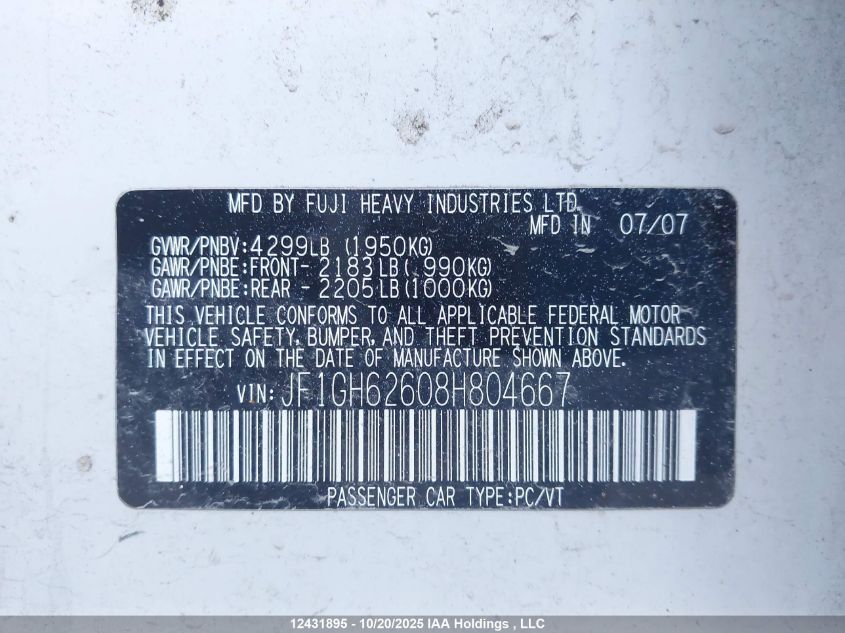 MFD BY FUJI HEAVY INDUSTRIES LTD.
MFD IN 07/07
GVWR/PNBV:4299LB (1950KG)
GAWR/PNBE:FRONT- 2183LB( 990KG)
GAWR/PNBE:REAR - 2205LB(1000KG)
THIS VEHICLE CONFORMS TO ALL APPLICABLE FEDERAL MOTOR
VEHICLE SAFETY, BUMPER, AND THEFT PREVENTION STANDARDS
IN EFFECT ON THE DATE OF MANUFACTURE SHOWN ABOVE.
VIN: JF1GH62608H804667
PASSENGER CAR TYPE:PC/VT
12431895 - 10/20/2025 IAA Holdings , LLC